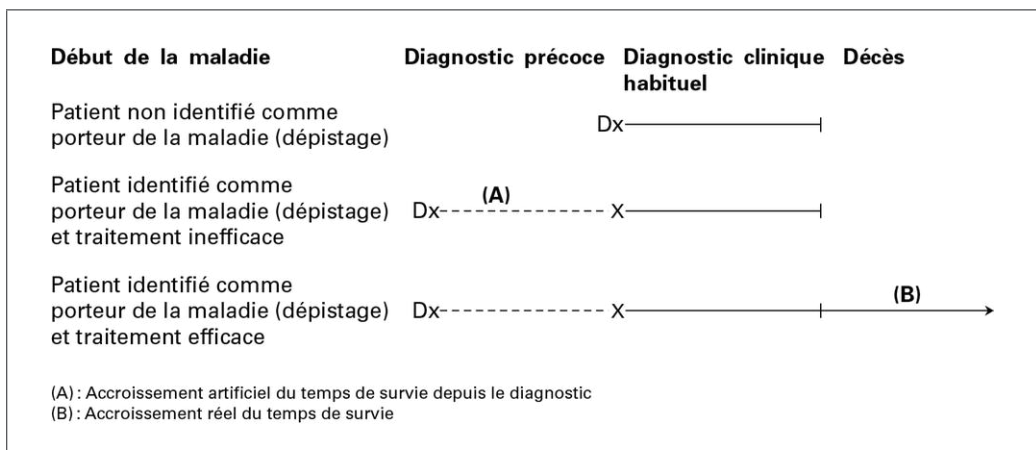 Début de la maladie Diagnostic précoce Diagnostic clinique habituel Décès
Patient non identifié comme
porteur de la maladie (dépistage) Dx
Patient identifié comme
porteur de la maladie (dépistage) Dx (A) X
et traitement inefficace
Patient identifié comme
porteur de la maladie (dépistage) Dx X (B)
et traitement efficace
(A) : Accroissement artificiel du temps de survie depuis le diagnostic
(B) : Accroissement réel du temps de survie